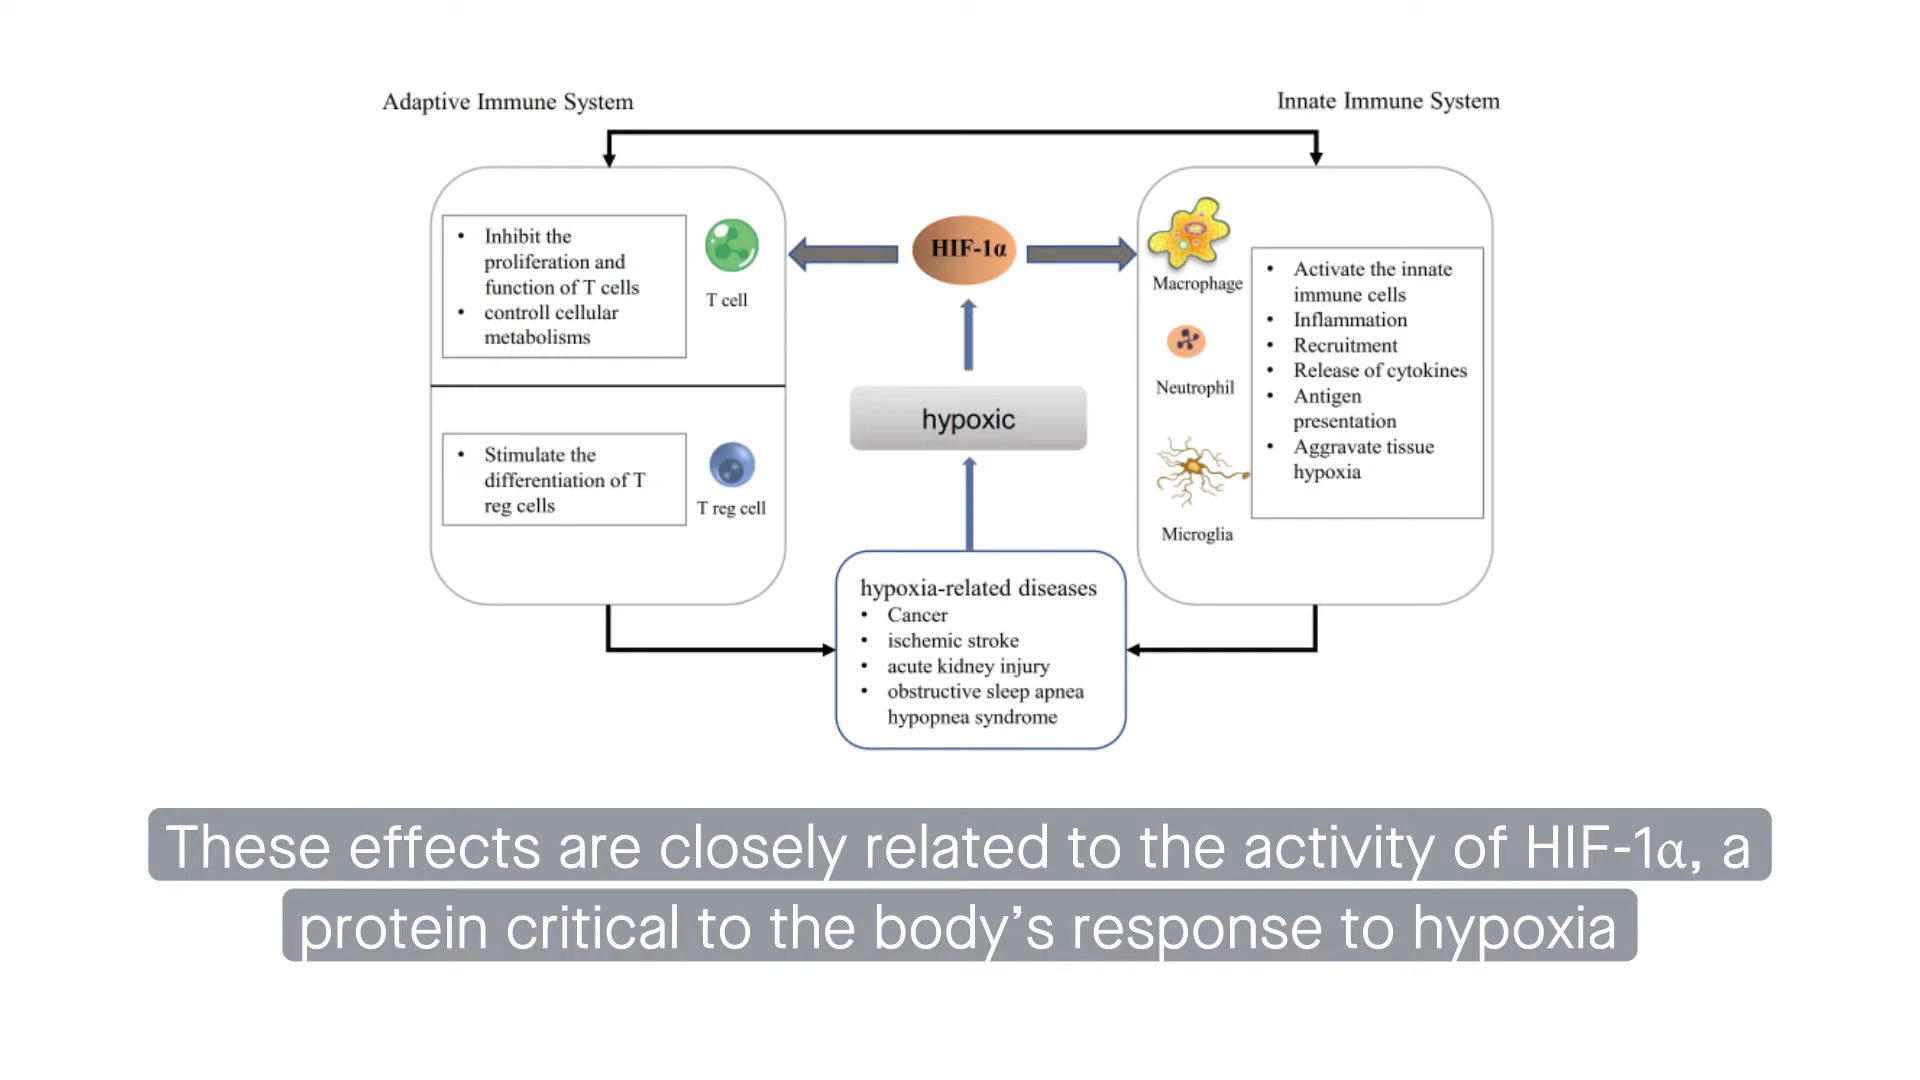 Adaptive Immune System
Innate Immune System
• Inhibit the
proliferation and
function of T cells
• controll cellular
metabolisms
T cell
• Stimulate the
differentiation of T
reg cells
T reg cell
HIF-1α
hypoxic
hypoxia-related diseases
• Cancer
• ischemic stroke
• acute kidney injury
• obstructive sleep apnea
hypopnea syndrome
Macrophage
Neutrophil
Microglia
• Activate the innate
immune cells
• Inflammation
• Recruitment
• Release of cytokines
• Antigen
presentation
• Aggravate tissue
hypoxia
These effects are closely related to the activity of HIF-1α, a
protein critical to the body’s response to hypoxia